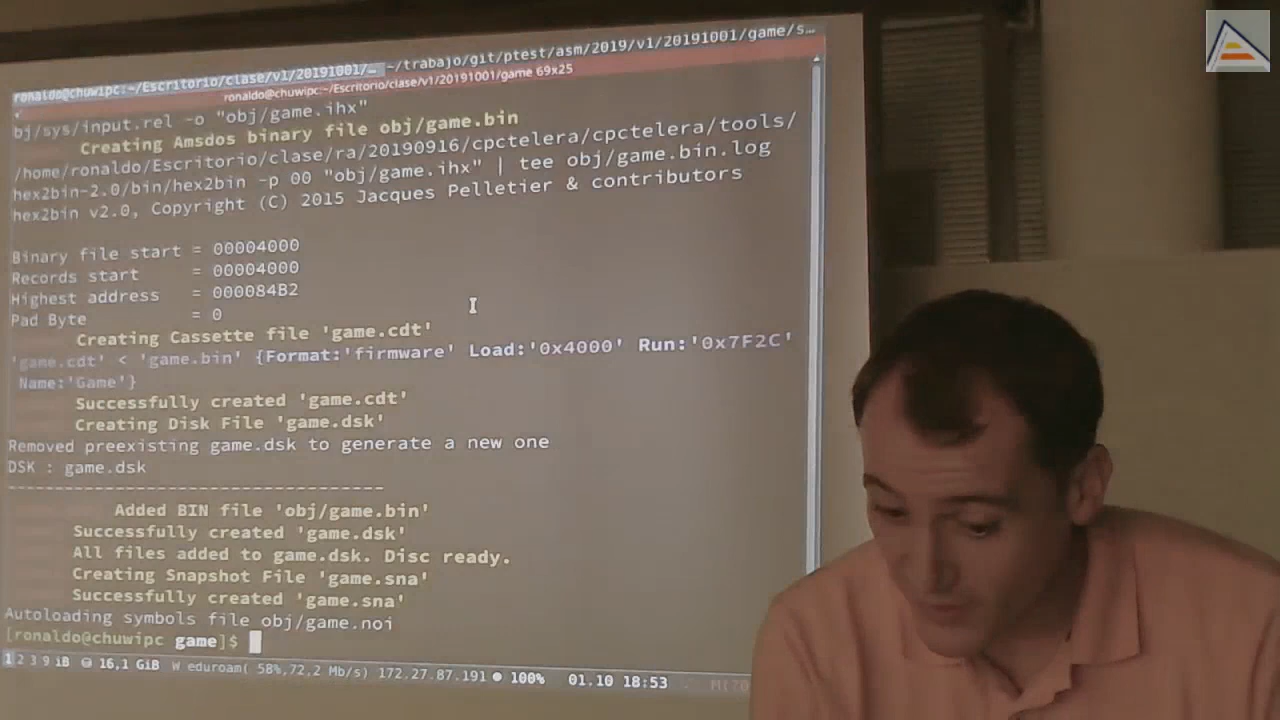 ronaldo@chuwipc:~/Escritorio/clase/v1/20191001/… ~/trabajo/git/ptest/asm/2019/v1/20191001/game/s…
ronaldo@chuwipc:~/Escritorio/clase/v1/20191001/game 69x25
bj/sys/input.rel -o "obj/game.ihx"
Creating Amsdos binary file obj/game.bin
/home/ronaldo/Escritorio/clase/ra/20190916/cpctelera/cpctelera/tools/
hex2bin-2.0/bin/hex2bin -p 00 "obj/game.ihx" | tee obj/game.bin.log
hex2bin v2.0, Copyright (C) 2015 Jacques Pelletier & contributors
Binary file start = 00004000
Records start = 00004000
Highest address = 000084B2
Pad Byte = 0
Creating Cassette file 'game.cdt'
'game.cdt' < 'game.bin' {Format:'firmware' Load:'0x4000' Run:'0x7F2C'
Name:'Game'}
Successfully created 'game.cdt'
Creating Disk File 'game.dsk'
Removed preexisting game.dsk to generate a new one
DSK : game.dsk
-----------------------------------
Added BIN file 'obj/game.bin'
Successfully created 'game.dsk'
All files added to game.dsk. Disc ready.
Creating Snapshot File 'game.sna'
Successfully created 'game.sna'
Autoloading symbols file obj/game.noi
[ronaldo@chuwipc game]$
1 2 3 9 iB 16,1 GiB W eduroam( 58%,72.2 Mb/s) 172.27.87.191 100% 01.10 18:53